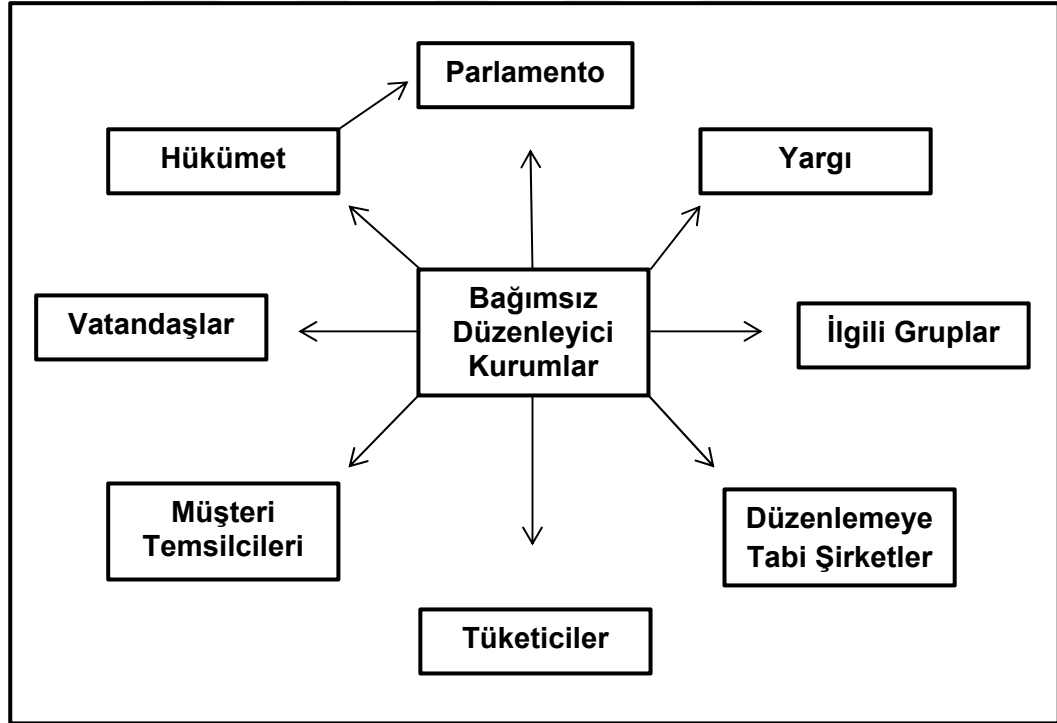 Parlamento
Hükümet
Yargı
Bağımsız
Düzenleyici
Kurumlar
Vatandaşlar
İlgili Gruplar
Müşteri
Temsilcileri
Düzenlemeye
Tabi Şirketler
Tüketiciler